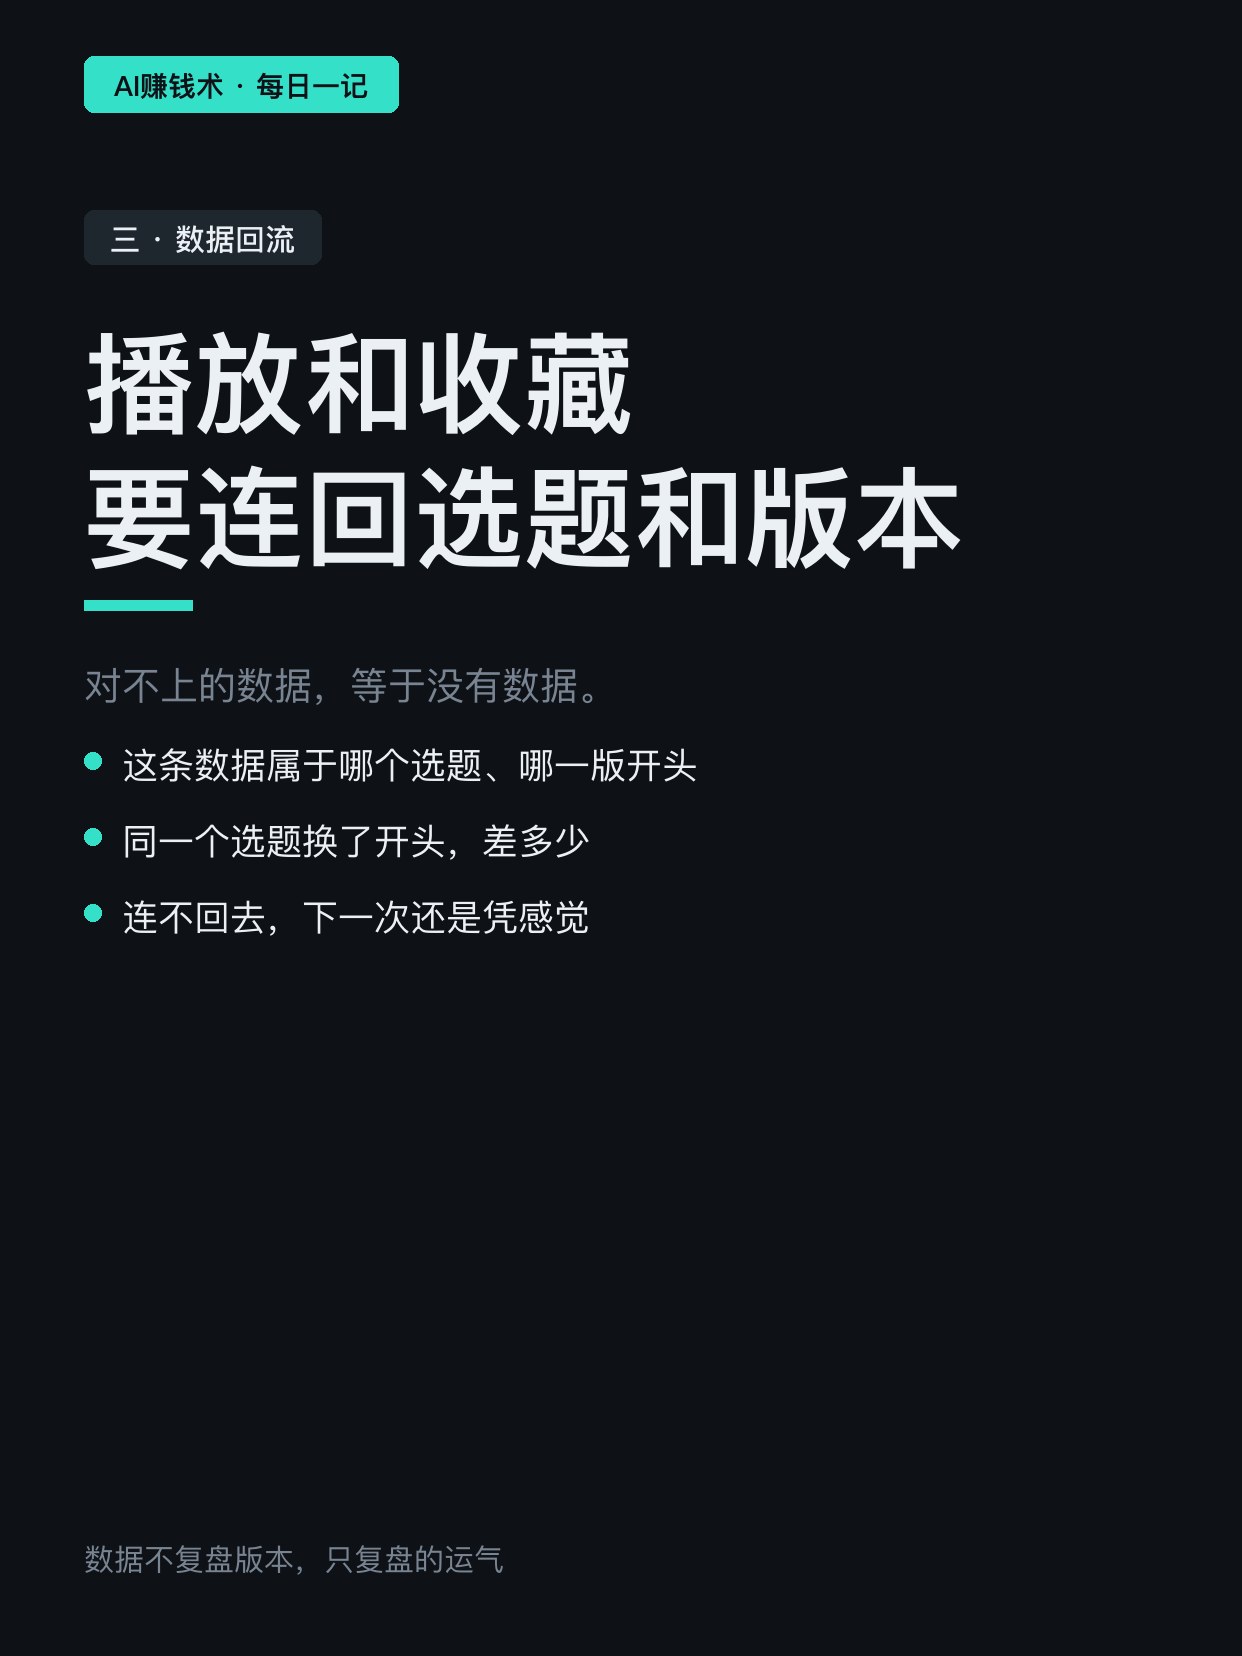 AI赚钱术 · 每日一记
三 · 数据回流
播放和收藏
要连回选题和版本
对不上的数据，等于没有数据。
这条数据属于哪个选题、哪一版开头
同一个选题换了开头，差多少
连不回去，下一次还是凭感觉
数据不复盘版本，只复盘的运气